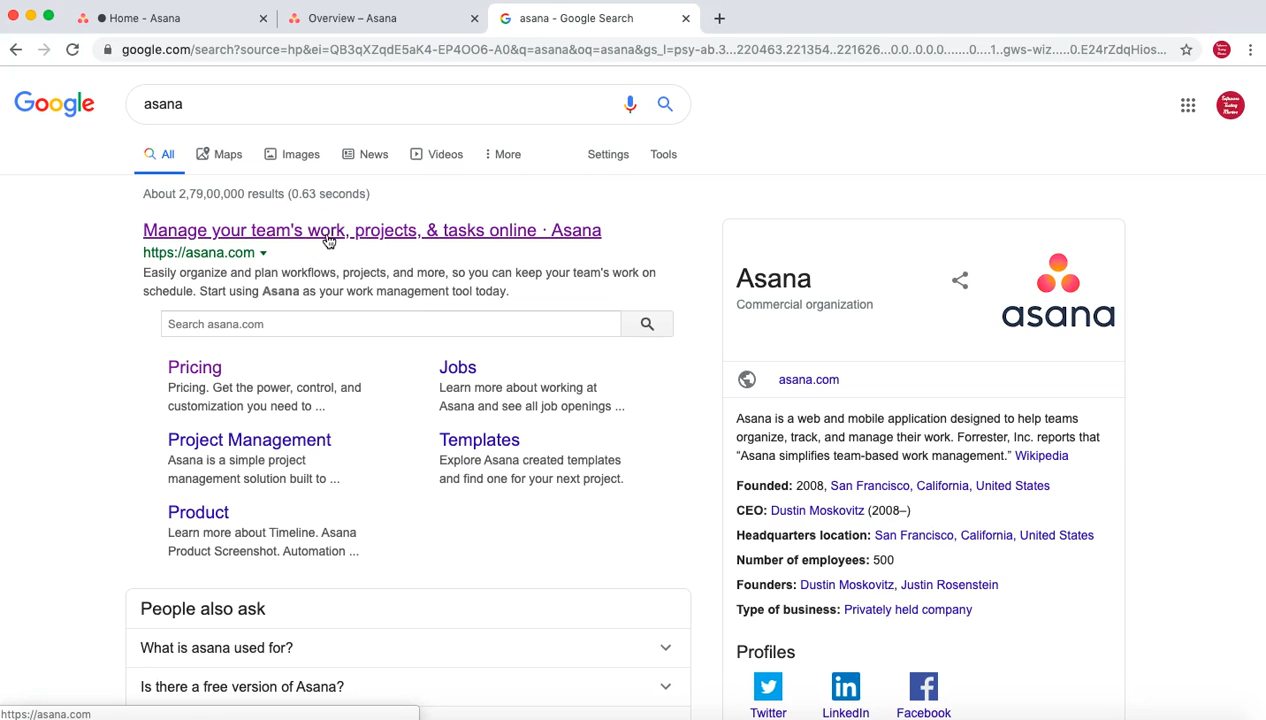 Home - Asana
Overview – Asana
asana - Google Search
google.com/search?source=hp&ei=QB3qXZqdE5aK4-EP4OO6-A0&q=asana&oq=asana&gs_l=psy-ab.3...220463.221354..221626...0.0..0.0.0.......0....1..gws-wiz.....0.E24rZdqHios...
Google
asana
All
Maps
Images
News
Videos
More
Settings
Tools
About 2,79,00,000 results (0.63 seconds)
Manage your team's work, projects, & tasks online · Asana
https://asana.com
Easily organize and plan workflows, projects, and more, so you can keep your team's work on
schedule. Start using Asana as your work management tool today.
Search asana.com
Pricing
Pricing. Get the power, control, and
customization you need to ...
Jobs
Learn more about working at
Asana and see all job openings ...
Project Management
Asana is a simple project
management solution built to ...
Templates
Explore Asana created templates
and find one for your next project.
Product
Learn more about Timeline. Asana
Product Screenshot. Automation ...
People also ask
What is asana used for?
Is there a free version of Asana?
Asana
Commercial organization
asana
asana.com
Asana is a web and mobile application designed to help teams
organize, track, and manage their work. Forrester, Inc. reports that
“Asana simplifies team-based work management.” Wikipedia
Founded: 2008, San Francisco, California, United States
CEO: Dustin Moskovitz (2008–)
Headquarters location: San Francisco, California, United States
Number of employees: 500
Founders: Dustin Moskovitz, Justin Rosenstein
Type of business: Privately held company
Profiles
Twitter
LinkedIn
Facebook
https://asana.com